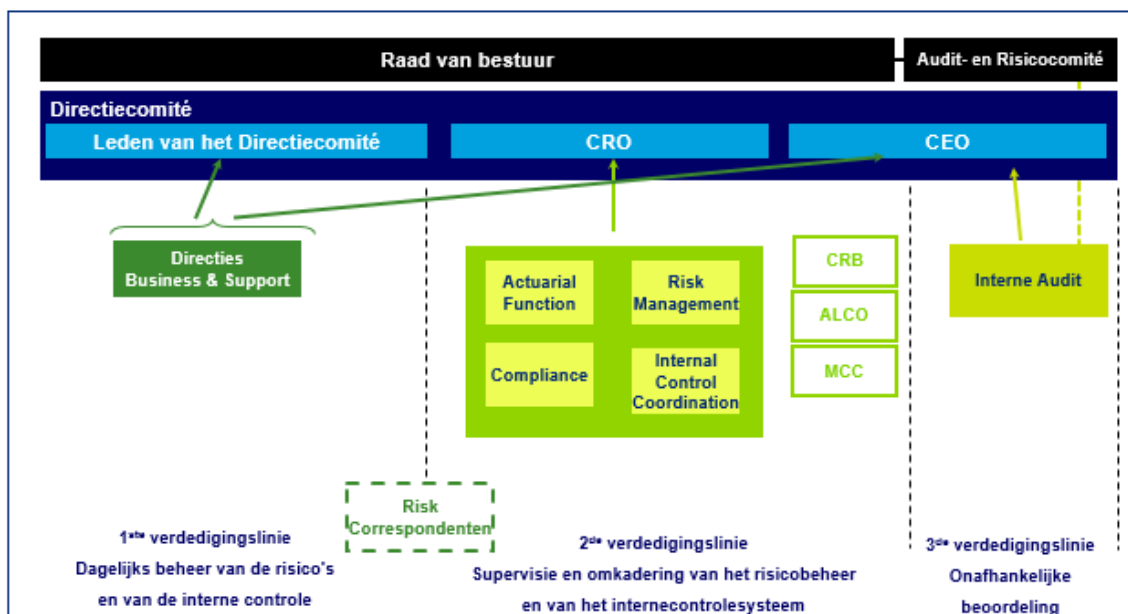 Raad van bestuur
Audit- en Risicocomité
Directiecomité
Leden van het Directiecomité
CRO
CEO
Directies
Business & Support
Actuarial
Function
Risk
Management
Compliance
Internal
Control
Coordination
CRB
ALCO
MCC
Interne Audit
Risk
Correspondenten
1ste verdedigingslinie
Dagelijks beheer van de risico's
en van de interne controle
2de verdedigingslinie
Supervisie en omkadering van het risicobeheer
en van het internecontrolesysteem
3de verdedigingslinie
Onafhankelijke
beoordeling